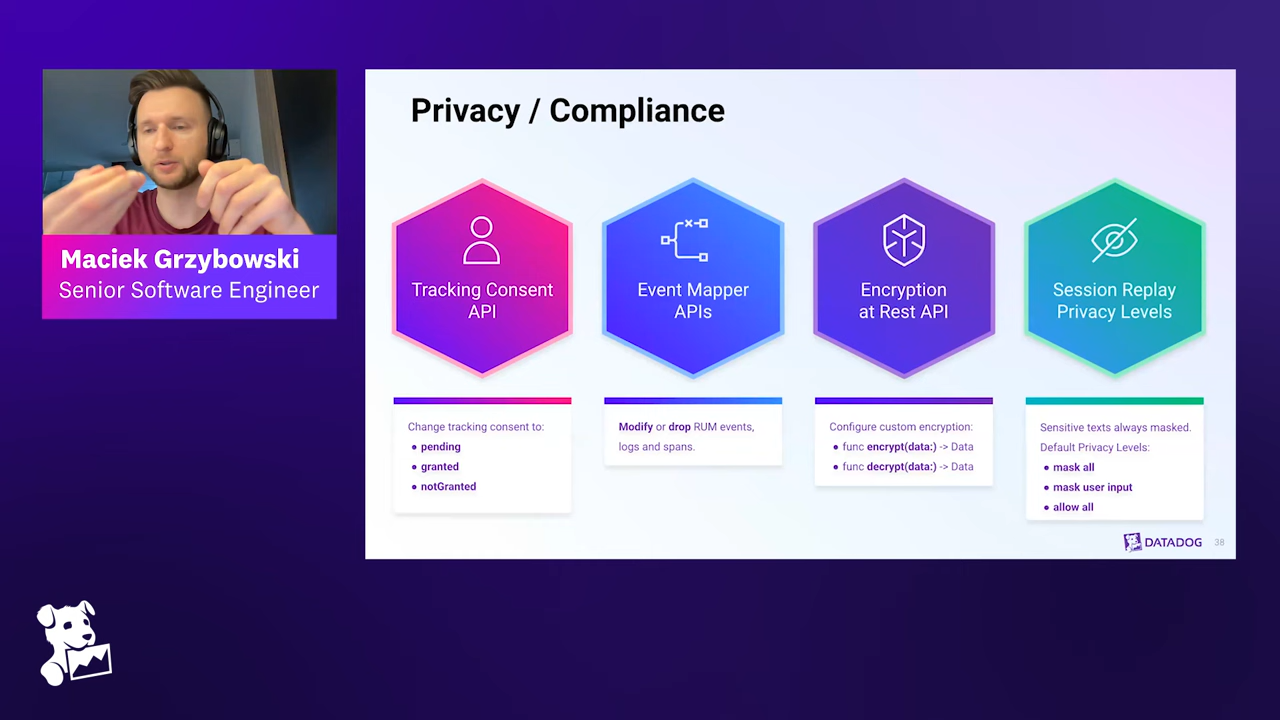 Maciek Grzybowski
Senior Software Engineer
Privacy / Compliance
Tracking Consent
API
Event Mapper
APIs
Encryption
at Rest API
Session Replay
Privacy Levels
Change tracking consent to:
• pending
• granted
• notGranted
Modify or drop RUM events,
logs and spans.
Configure custom encryption:
• func encrypt(data:) -> Data
• func decrypt(data:) -> Data
Sensitive texts always masked.
Default Privacy Levels:
• mask all
• mask user input
• allow all
DATADOG
38